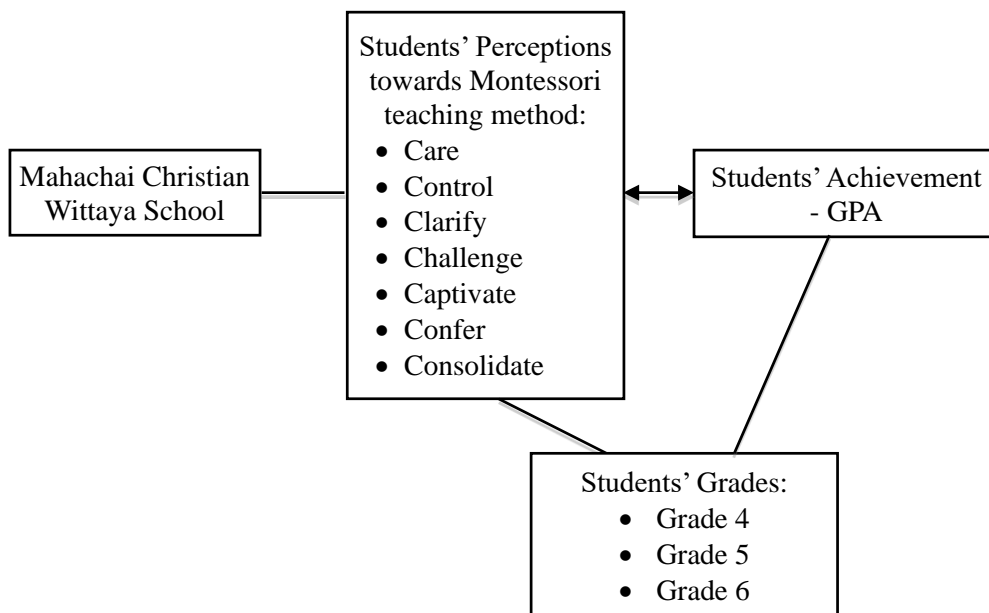 Mahachai Christian
Wittaya School
Students’ Perceptions
towards Montessori
teaching method:
• Care
• Control
• Clarify
• Challenge
• Captivate
• Confer
• Consolidate
Students’ Achievement
- GPA
Students’ Grades:
• Grade 4
• Grade 5
• Grade 6